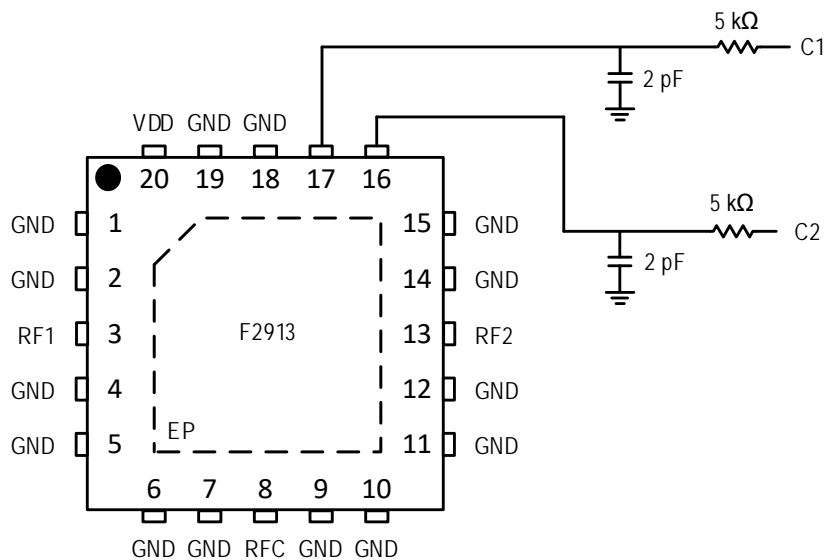 5 kΩ
C1
2 pF
VDD GND GND
20 19 18 17 16
5 kΩ
C2
2 pF
GND 1 15 GND
GND 2 14 GND
RF1 3 F2913 13 RF2
GND 4 12 GND
EP
GND 5 11 GND
6 7 8 9 10
GND GND RFC GND GND